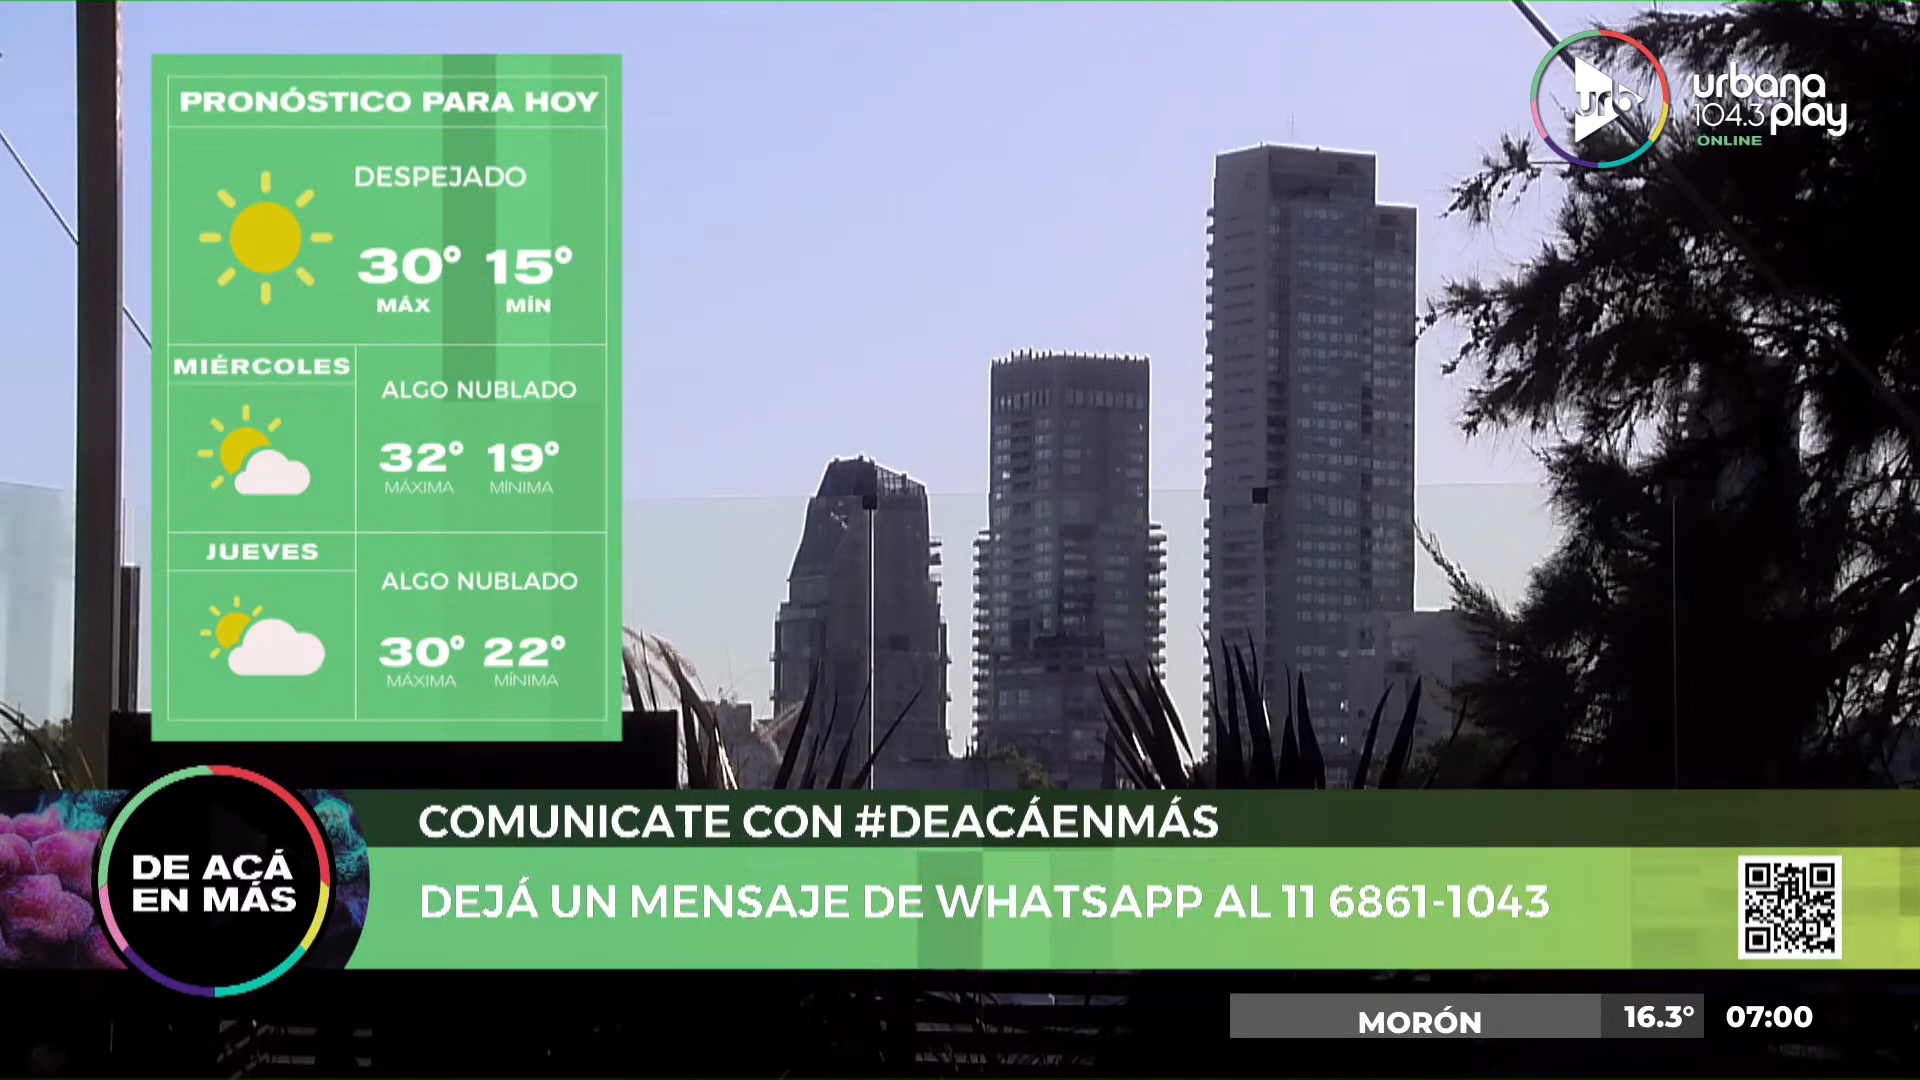 PRONÓSTICO PARA HOY
DESPEJADO
30° 15°
MÁX MÍN
MIÉRCOLES
ALGO NUBLADO
32° 19°
MÁXIMA MÍNIMA
JUEVES
ALGO NUBLADO
30° 22°
MÁXIMA MÍNIMA
urbana
104.3 play
ONLINE
COMUNICATE CON #DEACÁENMÁS
DE ACÁ
EN MÁS
DEJÁ UN MENSAJE DE WHATSAPP AL 11 6861-1043
MORÓN 16.3° 07:00